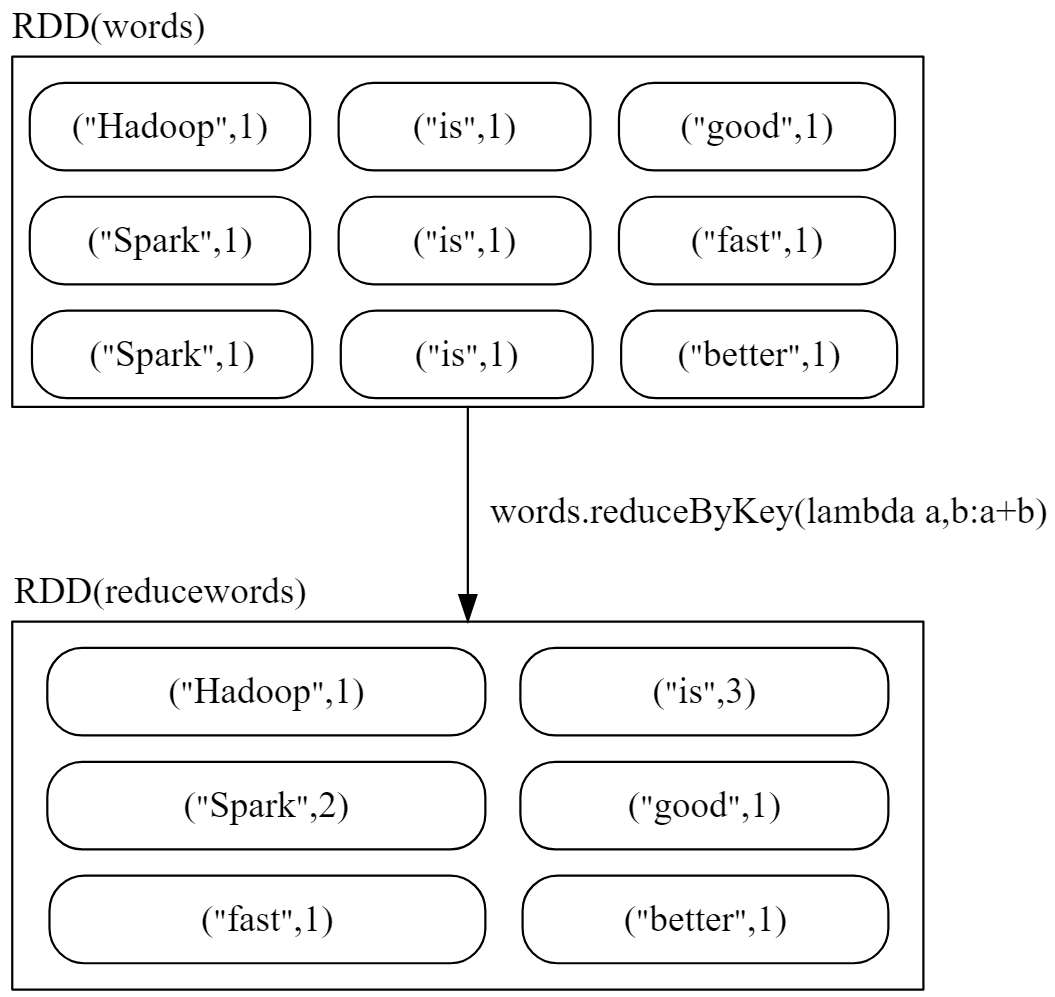 RDD(words)
("Hadoop",1) ("is",1) ("good",1)
("Spark",1) ("is",1) ("fast",1)
("Spark",1) ("is",1) ("better",1)
words.reduceByKey(lambda a,b:a+b)
RDD(reducewords)
("Hadoop",1) ("is",3)
("Spark",2) ("good",1)
("fast",1) ("better",1)